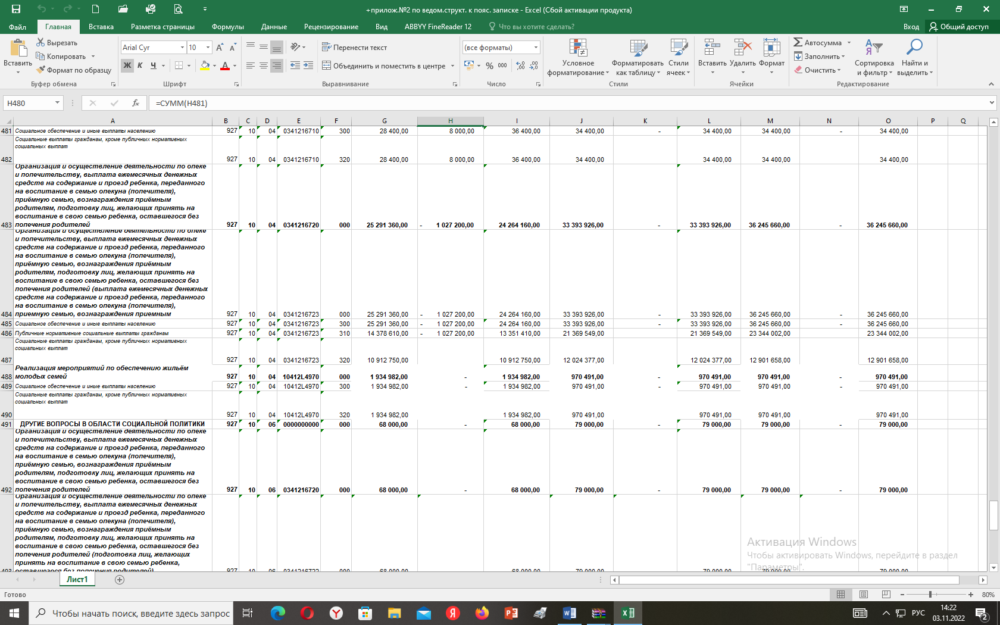 +прилож.№2 по ведом.структ. к пояс. записке - Excel (Сбой активации продукта)
Файл Главная Вставка Разметка страницы Формулы Данные Рецензирование Вид ABBYY FineReader 12 Что вы хотите сделать? Вход Общий доступ
Вставить Вырезать Копировать Формат по образцу Буфер обмена
Arial Cyr 10 Ж К Ч А Шрифт
Перенести текст Объединить и поместить в центре Выравнивание
(все форматы) % 000 Число
Условное форматирование Форматировать как таблицу Стили ячеек Стили
Вставить Удалить Формат Ячейки
Автосумма Заполнить Очистить Сортировка и фильтр Найти и выделить Редактирование
H480 fx =СУММ(H481)
A B C D E F G H I J K L M N O P Q
481 Социальное обеспечение и иные выплаты населению 927 10 04 0341216710 300 28 400,00 8 000,00 36 400,00 34 400,00 - 34 400,00 34 400,00 - 34 400,00
Социальные выплаты гражданам, кроме публичных нормативных
социальных выплат
482 927 10 04 0341216710 320 28 400,00 8 000,00 36 400,00 34 400,00 34 400,00 34 400,00 34 400,00
Организация и осуществление деятельности по опеке
и попечительству, выплата ежемесячных денежных
средств на содержание и проезд ребенка, переданного
на воспитание в семью опекуна (попечителя),
приёмную семью, вознаграждения приёмным
родителям, подготовку лиц, желающих принять на
воспитание в свою семью ребенка, оставшегося без
483 попечения родителей 927 10 04 0341216720 000 25 291 360,00 - 1 027 200,00 24 264 160,00 33 393 926,00 - 33 393 926,00 36 245 660,00 - 36 245 660,00
Организация и осуществление деятельности по опеке
и попечительству, выплата ежемесячных денежных
средств на содержание и проезд ребенка, переданного
на воспитание в семью опекуна (попечителя),
приёмную семью, вознаграждения приёмным
родителям, подготовку лиц, желающих принять на
воспитание в свою семью ребенка, оставшегося без
попечения родителей (выплата ежемесячных денежных
средств на содержание и проезд ребенка, переданного
на воспитание в семью опекуна (попечителя),
484 приемную семью, вознаграждения приемным 927 10 04 0341216723 000 25 291 360,00 - 1 027 200,00 24 264 160,00 33 393 926,00 - 33 393 926,00 36 245 660,00 - 36 245 660,00
485 Социальное обеспечение и иные выплаты населению 927 10 04 0341216723 300 25 291 360,00 - 1 027 200,00 24 264 160,00 33 393 926,00 - 33 393 926,00 36 245 660,00 - 36 245 660,00
486 Публичные нормативные социальные выплаты гражданам 927 10 04 0341216723 310 14 378 610,00 - 1 027 200,00 13 351 410,00 21 369 549,00 21 369 549,00 23 344 002,00 23 344 002,00
Социальные выплаты гражданам, кроме публичных нормативных
социальных выплат
487 927 10 04 0341216723 320 10 912 750,00 10 912 750,00 12 024 377,00 12 024 377,00 12 901 658,00 12 901 658,00
Реализация мероприятий по обеспечению жильём
488 молодых семей 927 10 04 10412L4970 000 1 934 982,00 - 1 934 982,00 970 491,00 - 970 491,00 970 491,00 - 970 491,00
489 Социальное обеспечение и иные выплаты населению 927 10 04 10412L4970 300 1 934 982,00 - 1 934 982,00 970 491,00 - 970 491,00 970 491,00 - 970 491,00
Социальные выплаты гражданам, кроме публичных нормативных
социальных выплат
490 927 10 04 10412L4970 320 1 934 982,00 1 934 982,00 970 491,00 970 491,00 970 491,00 970 491,00
491 ДРУГИЕ ВОПРОСЫ В ОБЛАСТИ СОЦИАЛЬНОЙ ПОЛИТИКИ 927 10 06 0000000000 000 68 000,00 - 68 000,00 79 000,00 - 79 000,00 79 000,00 - 79 000,00
Организация и осуществление деятельности по опеке
и попечительству, выплата ежемесячных денежных
средств на содержание и проезд ребенка, переданного
на воспитание в семью опекуна (попечителя),
приёмную семью, вознаграждения приёмным
родителям, подготовку лиц, желающих принять на
воспитание в свою семью ребенка, оставшегося без
492 попечения родителей 927 10 06 0341216720 000 68 000,00 - 68 000,00 79 000,00 - 79 000,00 79 000,00 - 79 000,00
Организация и осуществление деятельности по опеке
и попечительству, выплата ежемесячных денежных
средств на содержание и проезд ребенка, переданного
на воспитание в семью опекуна (попечителя),
приёмную семью, вознаграждения приёмным
родителям, подготовку лиц, желающих принять на
воспитание в свою семью ребенка, оставшегося без
попечения родителей (подготовка лиц, желающих
принять на воспитание в свою семью ребенка,
493 оставшегося без попечения родителей) 927 10 06 0341216722 000 68 000,00 68 000,00 79 000,00 79 000,00 79 000,00 79 000,00
Активация Windows
Чтобы активировать Windows, перейдите в раздел
"Параметры".
Лист1
Готово 80%
Чтобы начать поиск, введите здесь запрос РУС 14:22
03.11.2022 2